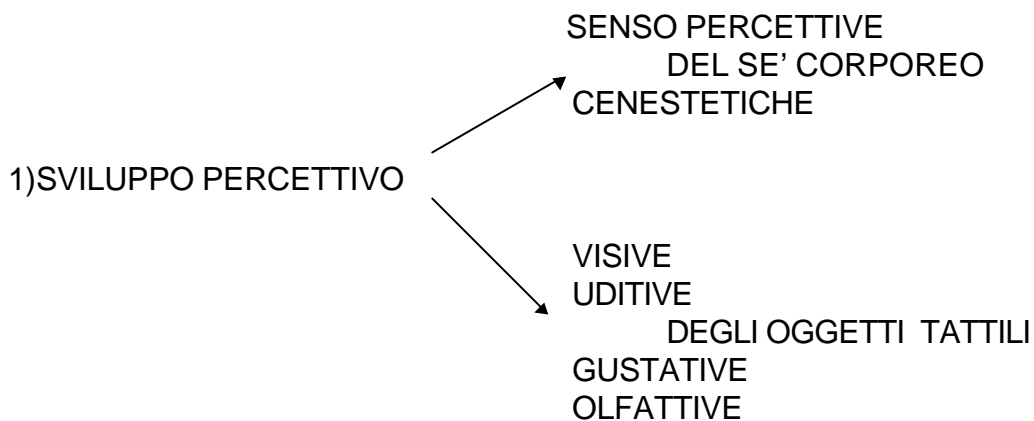 SENSO PERCETTIVE
DEL SE’ CORPOREO
CENESTETICHE
1)SVILUPPO PERCETTIVO
VISIVE
UDITIVE
DEGLI OGGETTI TATTILI
GUSTATIVE
OLFATTIVE